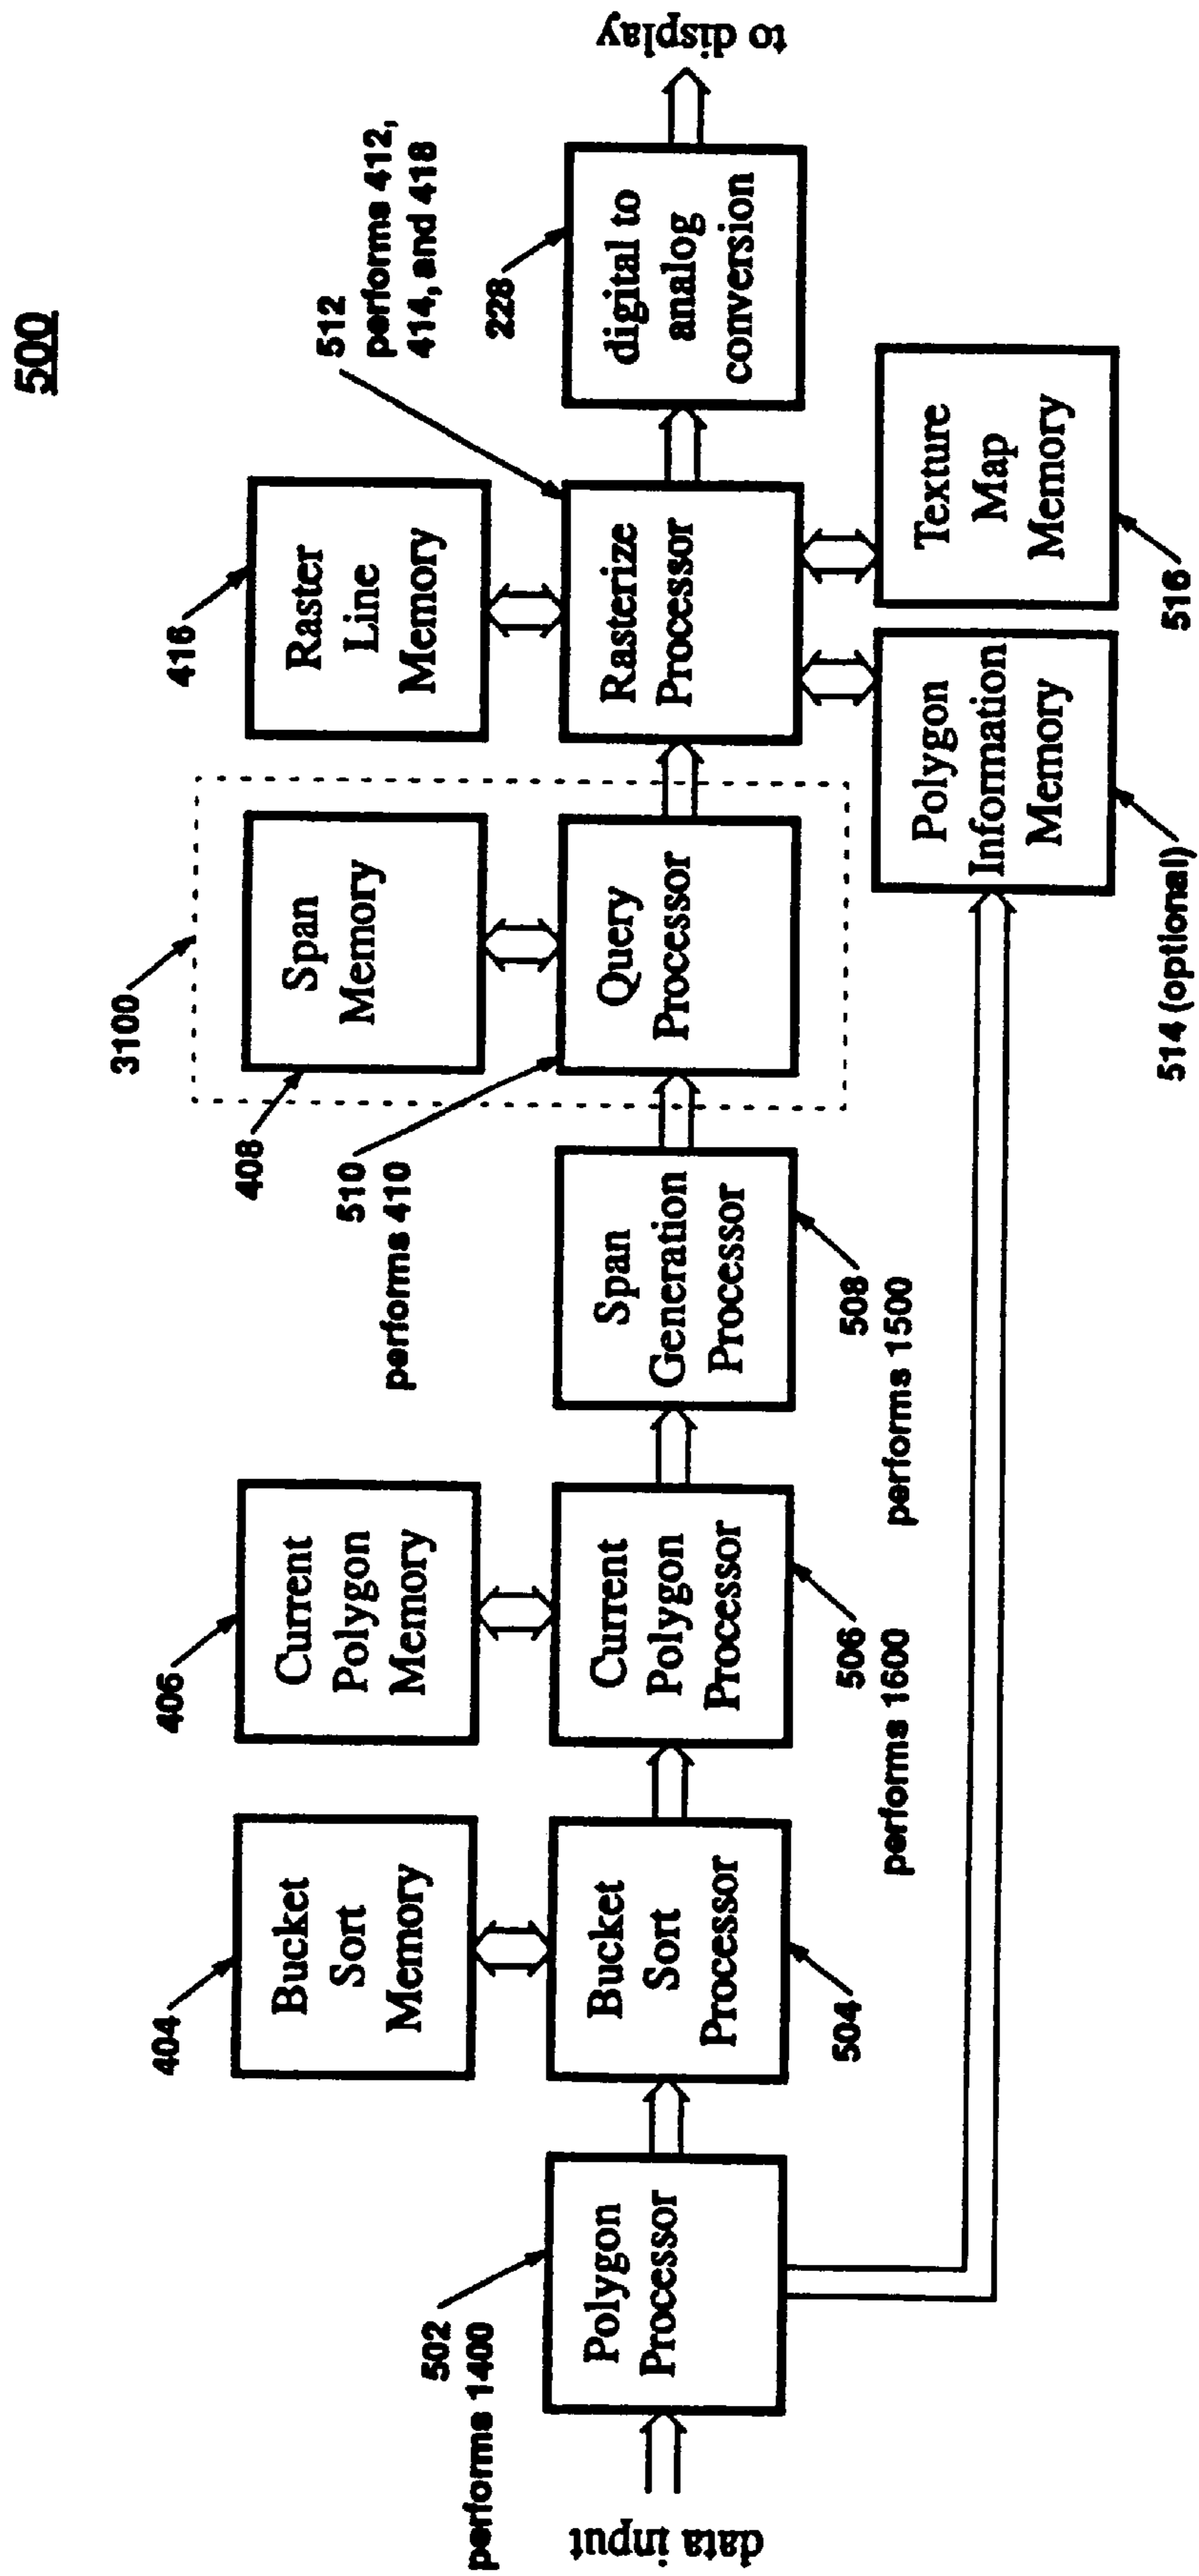 500
data input
502
performs 1400
Polygon
Processor
404
Bucket
Sort
Memory
Bucket
Sort
Processor
504
406
Current
Polygon
Memory
Current
Polygon
Processor
506
performs 1600
Span
Generation
Processor
508
performs 1500
3100
408
Span
Memory
510
performs 410
Query
Processor
416
Raster
Line
Memory
512
performs 412,
414, and 418
Rasterize
Processor
Polygon
Information
Memory
514 (optional)
Texture
Map
Memory
516
228
digital to
analog
conversion
to display